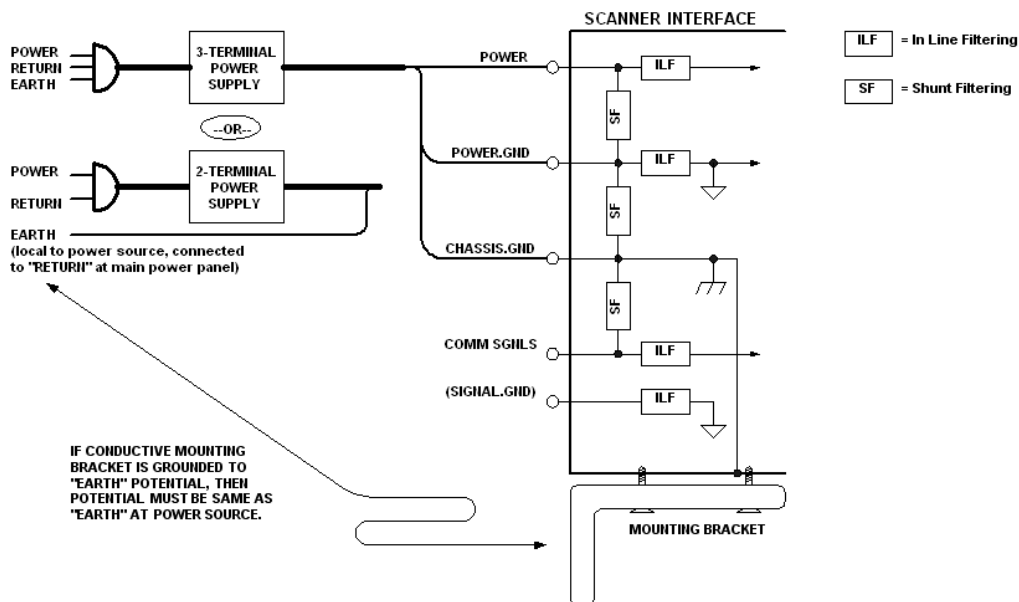 SCANNER INTERFACE
ILF = In Line Filtering
SF = Shunt Filtering
POWER
RETURN
EARTH
3-TERMINAL
POWER
SUPPLY
--OR--
POWER
RETURN
2-TERMINAL
POWER
SUPPLY
EARTH
(local to power source, connected
to "RETURN" at main power panel)
POWER
ILF
SF
POWER.GND
ILF
SF
CHASSIS.GND
SF
COMM SGNLS
ILF
(SIGNAL.GND)
ILF
IF CONDUCTIVE MOUNTING
BRACKET IS GROUNDED TO
"EARTH" POTENTIAL, THEN
POTENTIAL MUST BE SAME AS
"EARTH" AT POWER SOURCE.
MOUNTING BRACKET